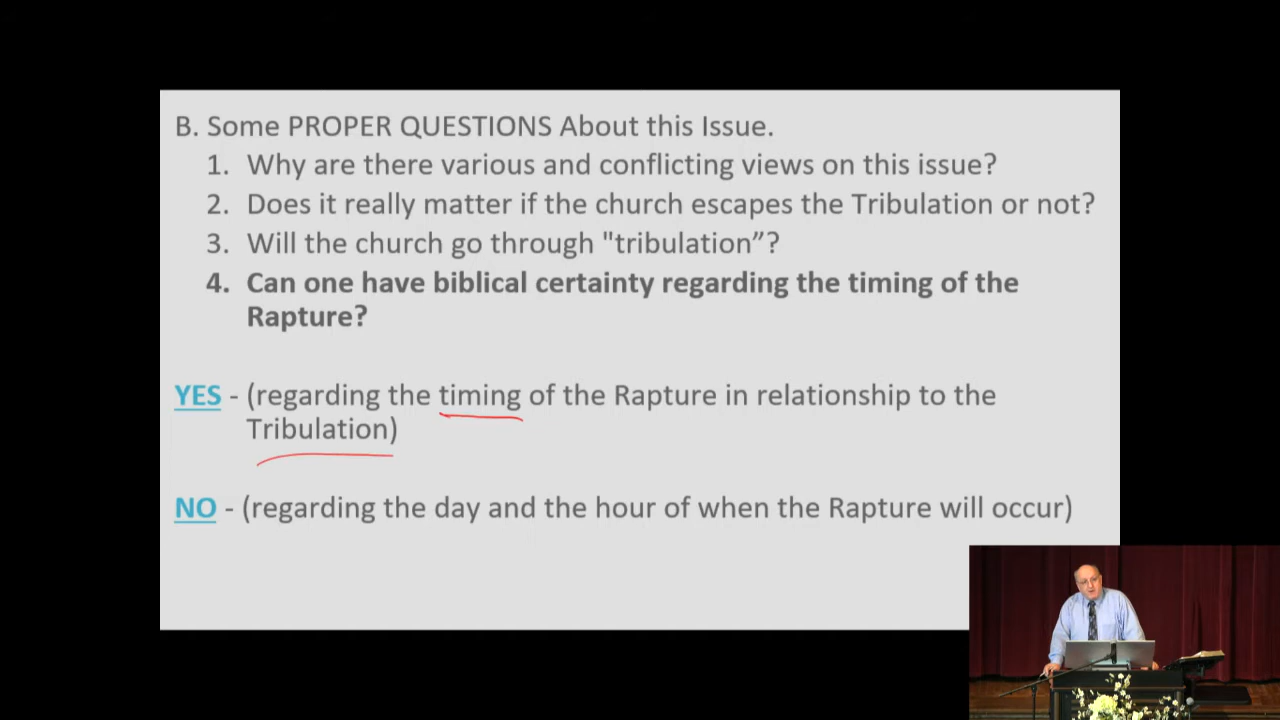 B. Some PROPER QUESTIONS About this Issue.
1. Why are there various and conflicting views on this issue?
2. Does it really matter if the church escapes the Tribulation or not?
3. Will the church go through "tribulation”?
4. Can one have biblical certainty regarding the timing of the
Rapture?
YES - (regarding the timing of the Rapture in relationship to the
Tribulation)
NO - (regarding the day and the hour of when the Rapture will occur)